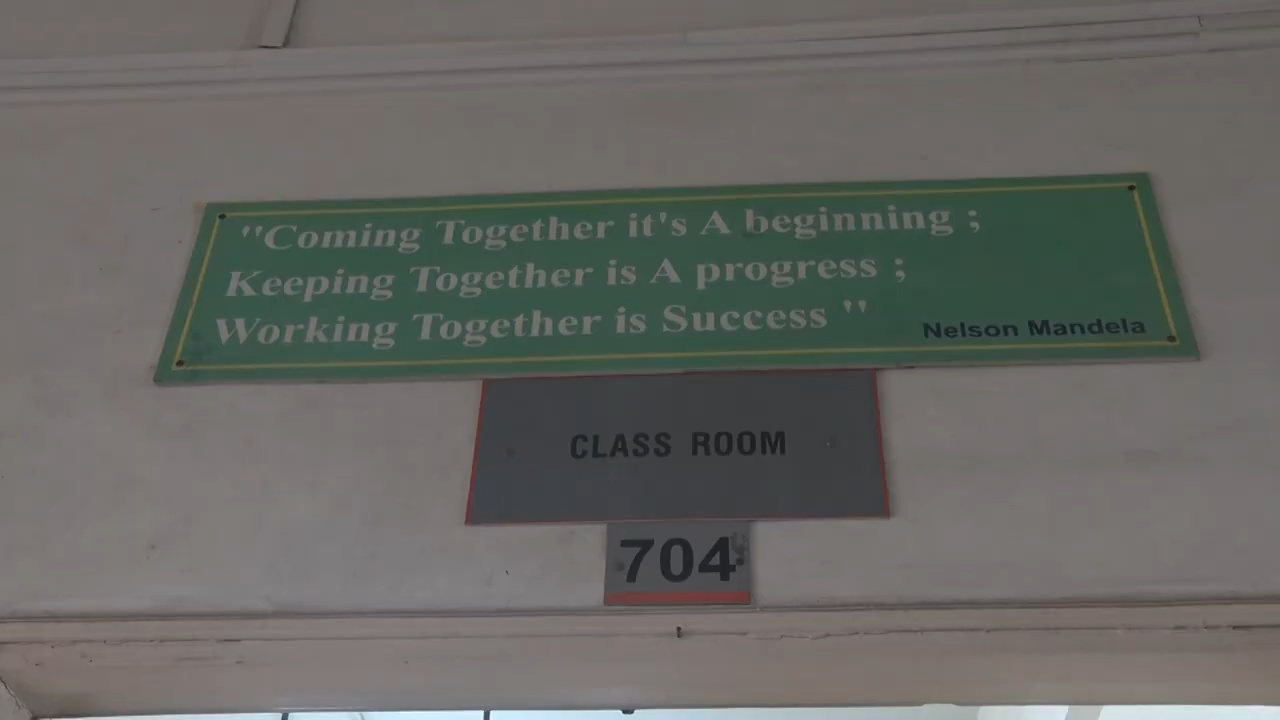 "Coming Together it's A beginning ;
Keeping Together is A progress ;
Working Together is Success "
Nelson Mandela
CLASS ROOM
704